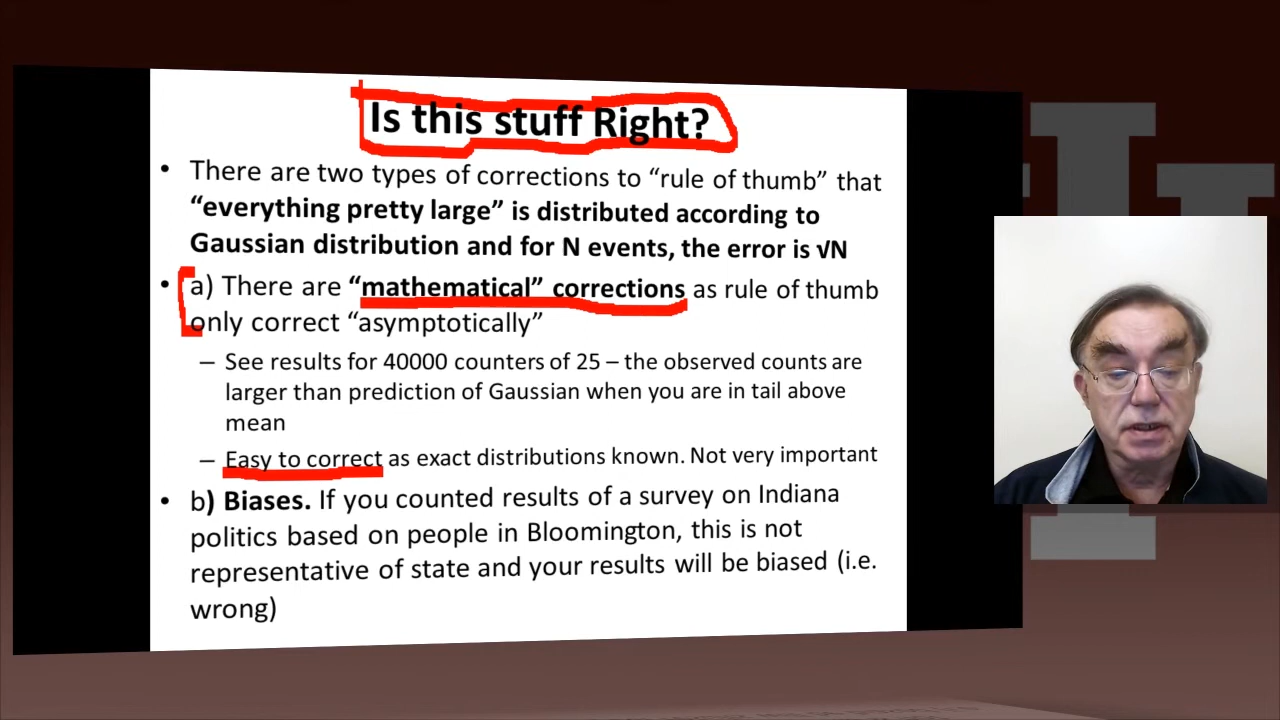 Is this stuff Right?
• There are two types of corrections to “rule of thumb” that
“everything pretty large” is distributed according to
Gaussian distribution and for N events, the error is √N
• a) There are “mathematical” corrections as rule of thumb
only correct “asymptotically”
– See results for 40000 counters of 25 – the observed counts are
larger than prediction of Gaussian when you are in tail above
mean
– Easy to correct as exact distributions known. Not very important
• b) Biases. If you counted results of a survey on Indiana
politics based on people in Bloomington, this is not
representative of state and your results will be biased (i.e.
wrong)